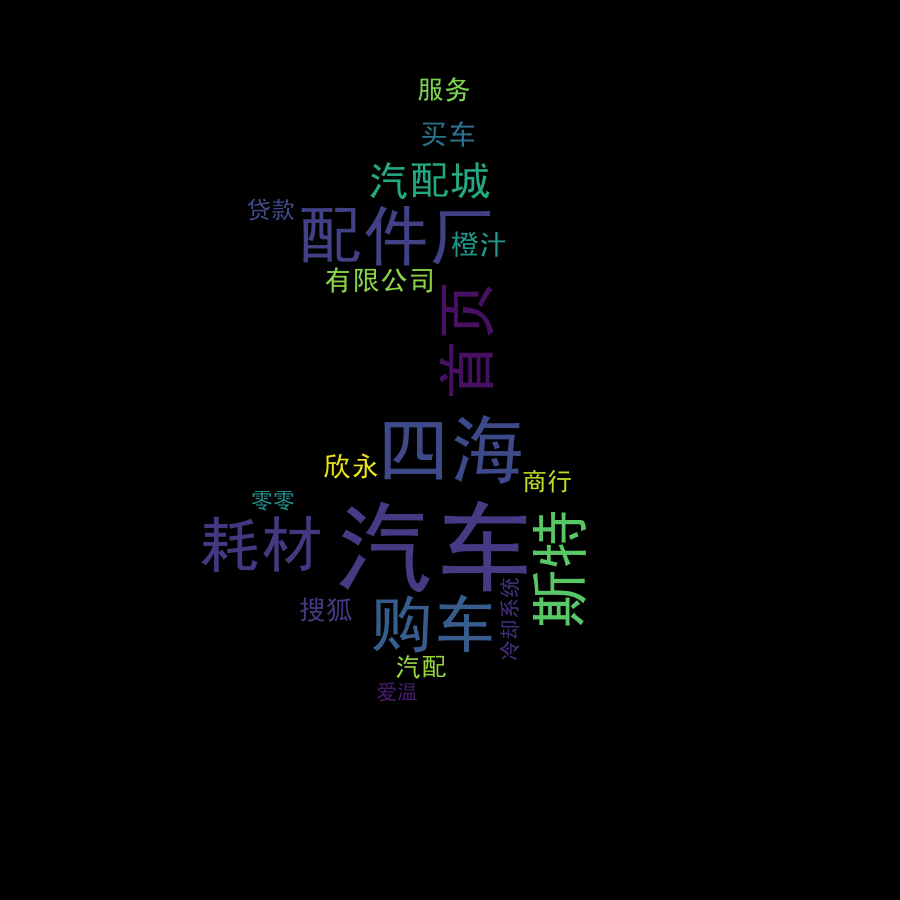 服务
买车
汽配城
贷款
配件厂
橙汁
有限公司
首页
四海
欣永
商行
零零
耗材
汽车
斯特
搜狐
购车
冷却系统
汽配
爱温